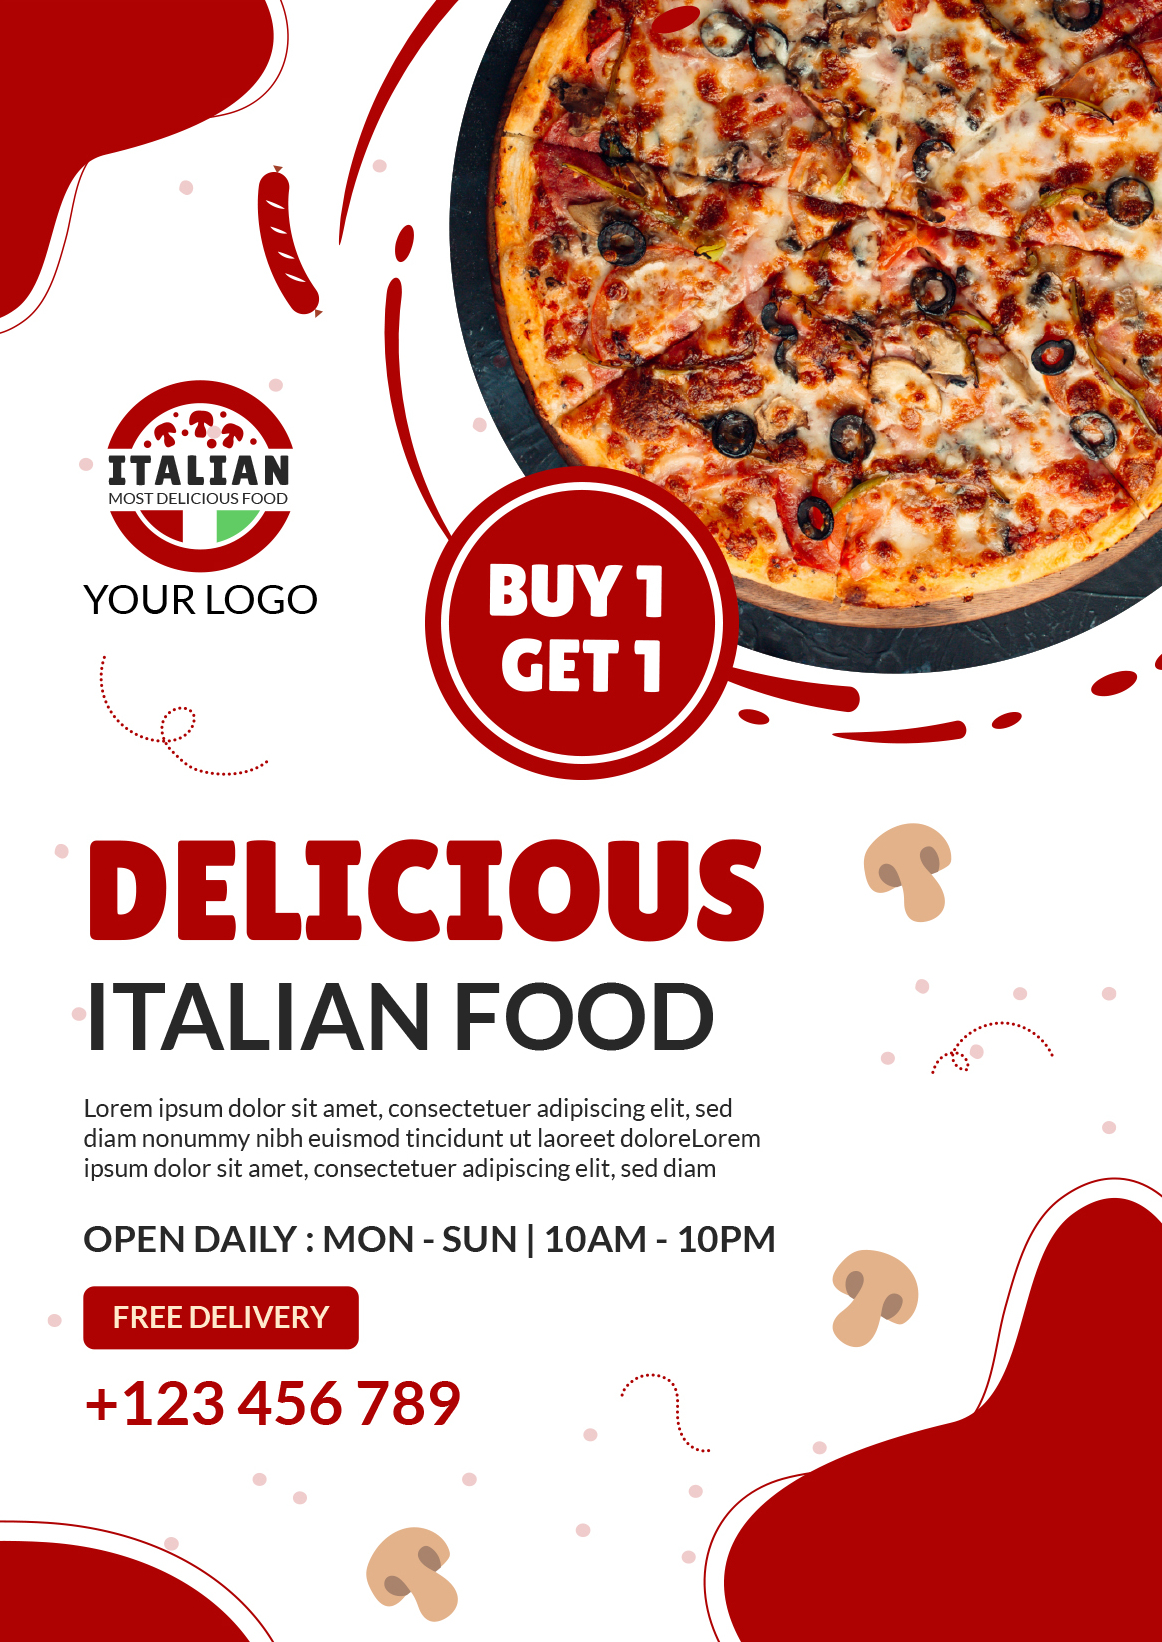 ITALIAN
MOST DELICIOUS FOOD
YOUR LOGO
BUY 1
GET 1
DELICIOUS
ITALIAN FOOD
Lorem ipsum dolor sit amet, consectetuer adipiscing elit, sed
diam nonummy nibh euismod tincidunt ut laoreet doloreLorem
ipsum dolor sit amet, consectetuer adipiscing elit, sed diam
OPEN DAILY : MON - SUN | 10AM - 10PM
FREE DELIVERY
+123 456 789